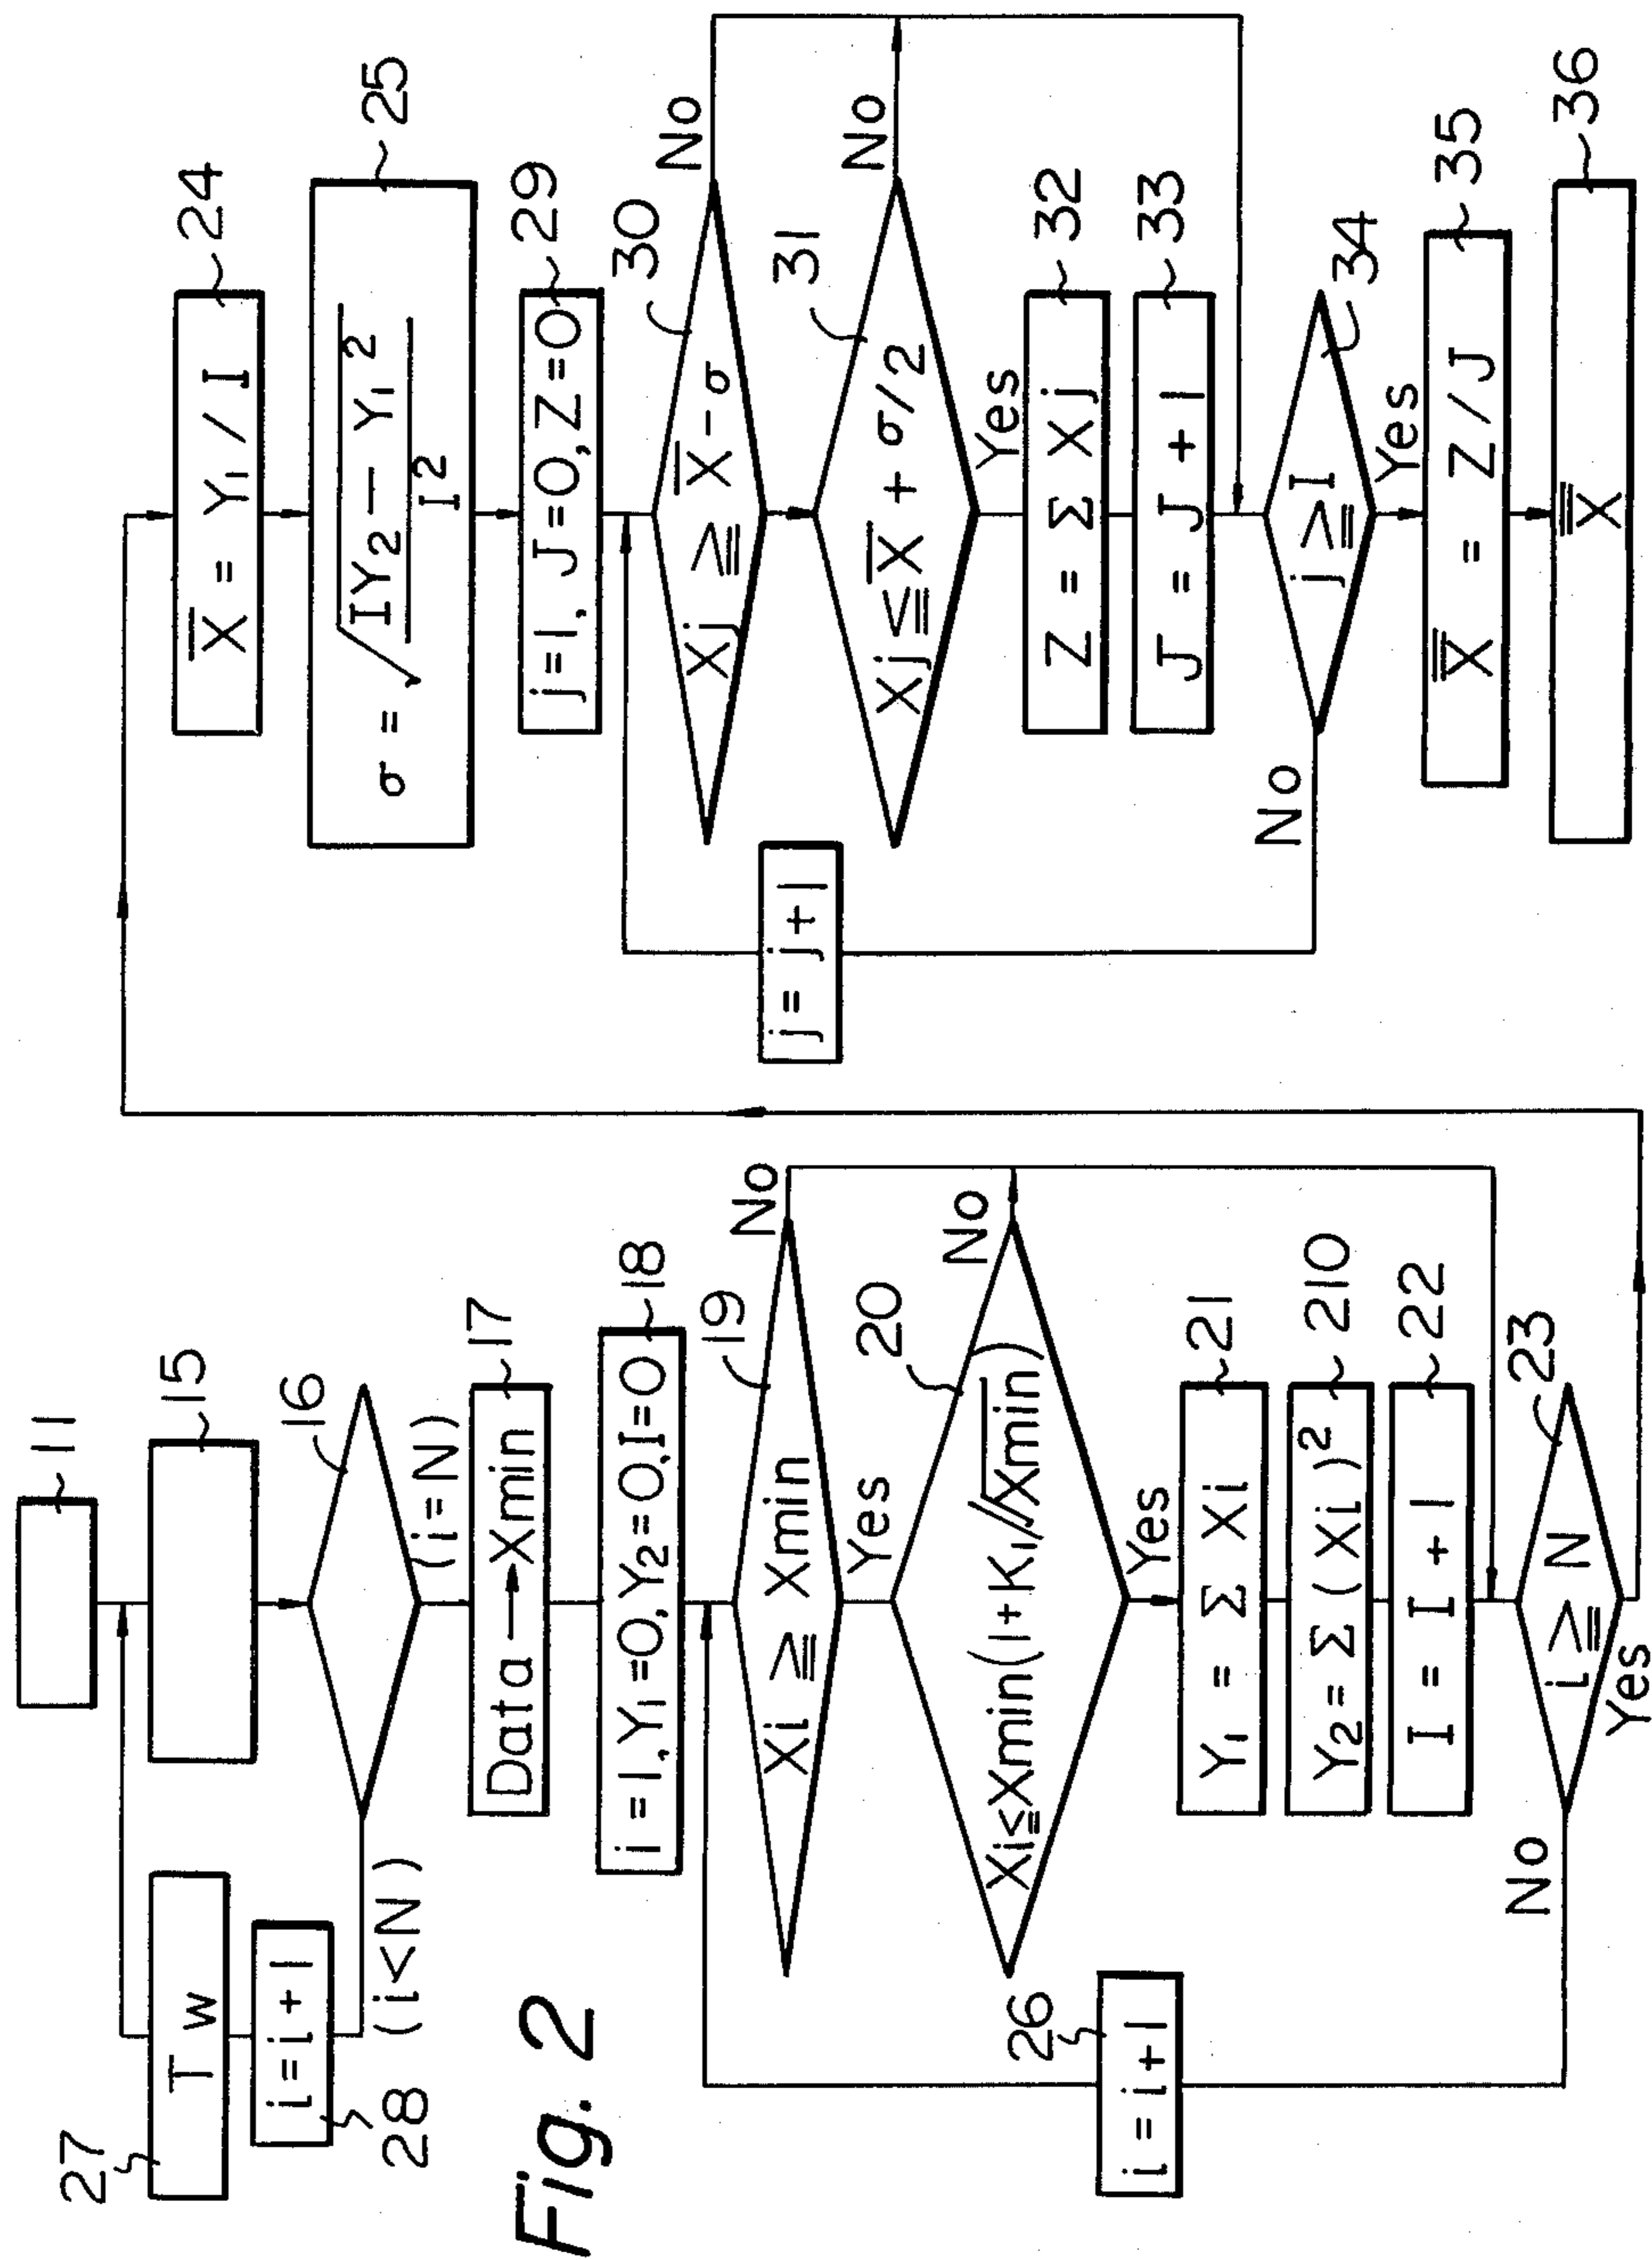 Fig. 2
11
15
16
(i=N)
(i<N)
i=i+1
28
Tw
27
Data→Xmin
17
i=1,Y₁=0,Y₂=0,I=0
18
Xi ≧ Xmin
19
No
Yes
Xi≦Xmin(1+K₁//√Xmin)
20
No
Yes
Y₁ = Σ Xi
21
Y₂=Σ(Xi)²
210
I = I + 1
22
i≧N
23
No
Yes
i = i+1
26
X̅ = Y₁ / I
24
σ = √IY₂ — Y₁²
I²
25
j=1, J=0,Z=0
29
Xj ≧ X̅-σ
30
No
Xj≦X̅ + σ/2
31
No
Yes
Z = Σ Xj
32
J = J + 1
33
j≧I
34
No
Yes
j = j+1
X̿ = Z/J
35
X̿
36